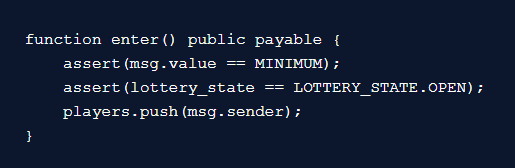 function enter() public payable {
    assert(msg.value == MINIMUM);
    assert(lottery_state == LOTTERY_STATE.OPEN);
    players.push(msg.sender);
}